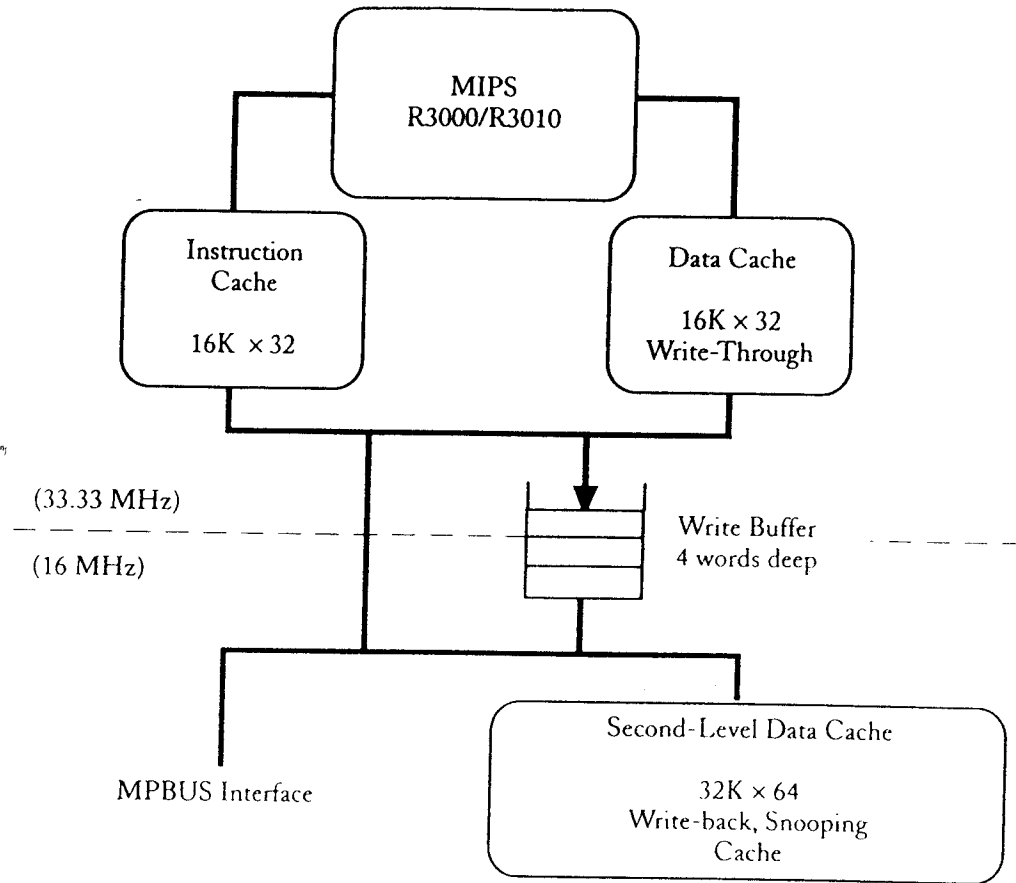 MIPS
R3000/R3010
Instruction
Cache
16K × 32
Data Cache
16K × 32
Write-Through
(33.33 MHz)
(16 MHz)
Write Buffer
4 words deep
MPBUS Interface
Second-Level Data Cache
32K × 64
Write-back, Snooping
Cache